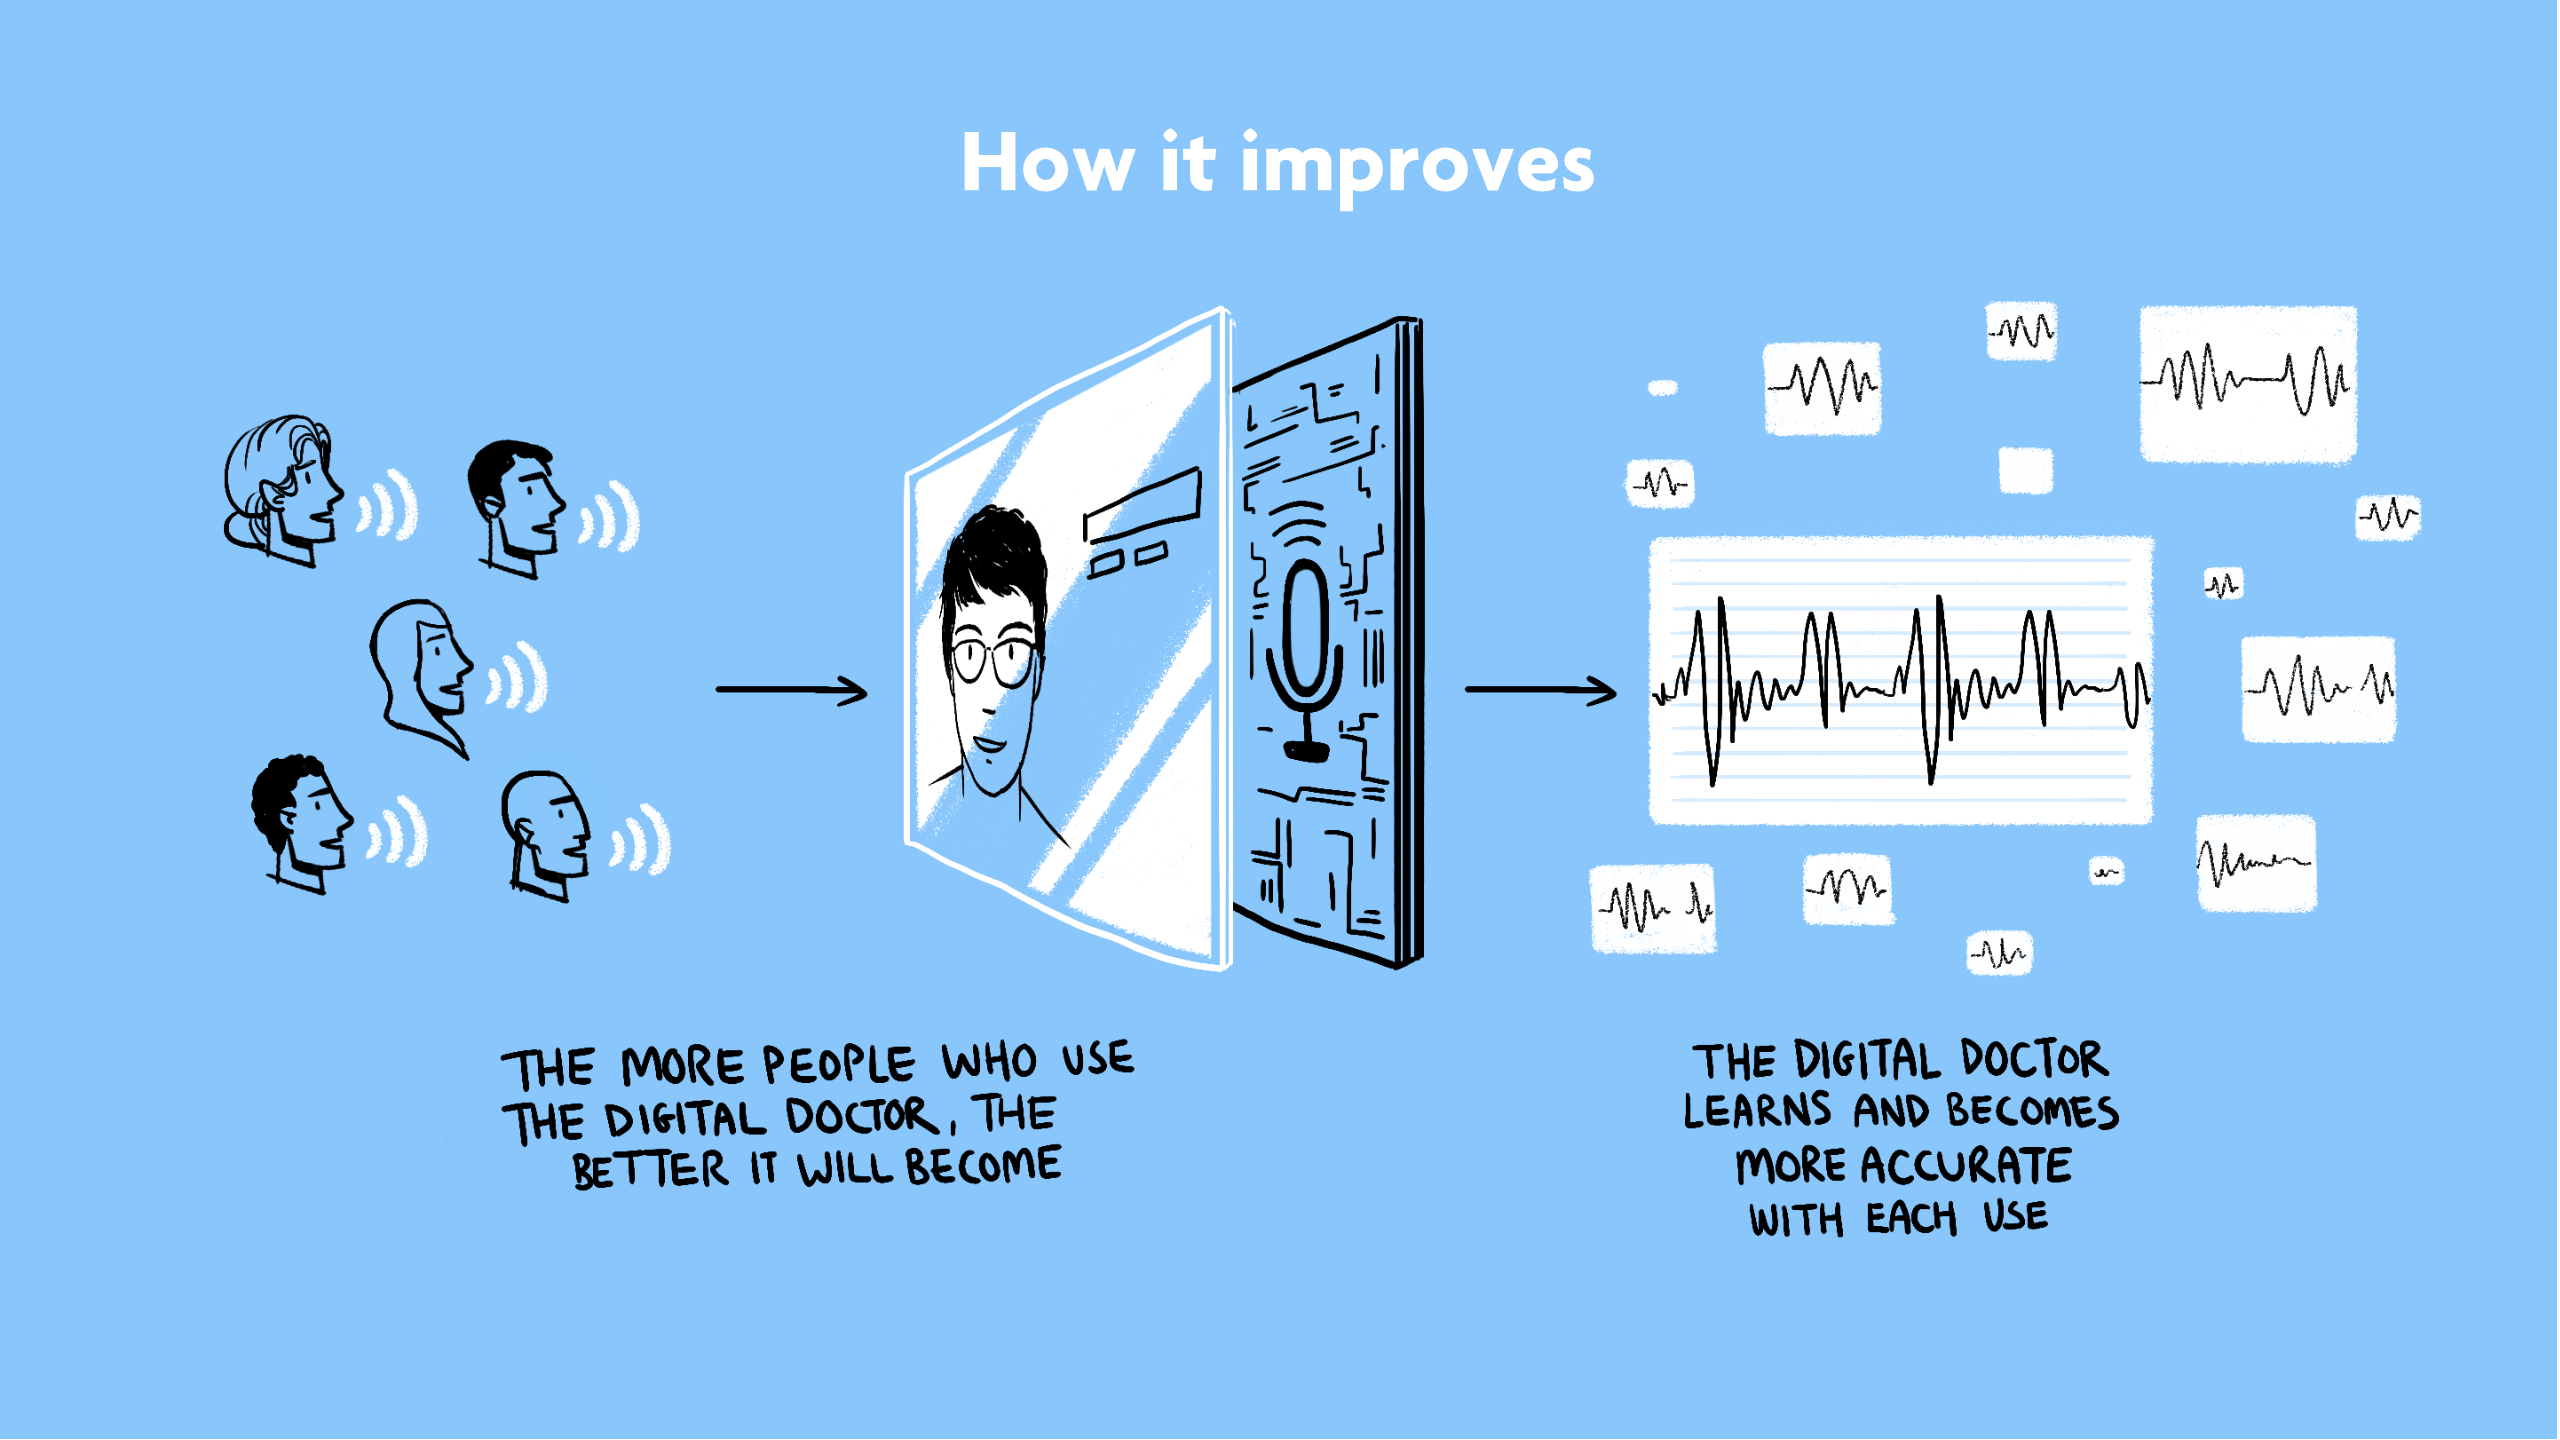 How it improves
THE MORE PEOPLE WHO USE
THE DIGITAL DOCTOR, THE
BETTER IT WILL BECOME
THE DIGITAL DOCTOR
LEARNS AND BECOMES
MORE ACCURATE
WITH EACH USE